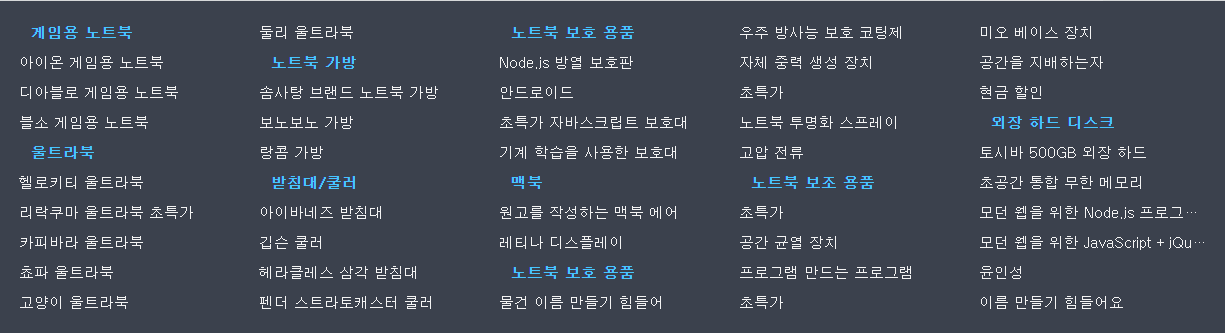 게임용 노트북
아이온 게임용 노트북
디아블로 게임용 노트북
블소 게임용 노트북
울트라북
헬로키티 울트라북
리락쿠마 울트라북 초특가
카피바라 울트라북
쵸파 울트라북
고양이 울트라북
둘리 울트라북
노트북 가방
솜사탕 브랜드 노트북 가방
보노보노 가방
랑콤 가방
받침대/쿨러
아이바네즈 받침대
깁슨 쿨러
헤라클레스 삼각 받침대
펜더 스트라토캐스터 쿨러
노트북 보호 용품
Node.js 방열 보호판
안드로이드
초특가 자바스크립트 보호대
기계 학습을 사용한 보호대
맥북
원고를 작성하는 맥북 에어
레티나 디스플레이
노트북 보호 용품
물건 이름 만들기 힘들어
우주 방사능 보호 코팅제
자체 중력 생성 장치
초특가
노트북 투명화 스프레이
고압 전류
노트북 보조 용품
초특가
공간 균열 장치
프로그램 만드는 프로그램
초특가
미오 베이스 장치
공간을 지배하는자
현금 할인
외장 하드 디스크
토시바 500GB 외장 하드
초공간 통합 무한 메모리
모던 웹을 위한 Node.js 프로그…
모던 웹을 위한 JavaScript + jQu…
윤인성
이름 만들기 힘들어요